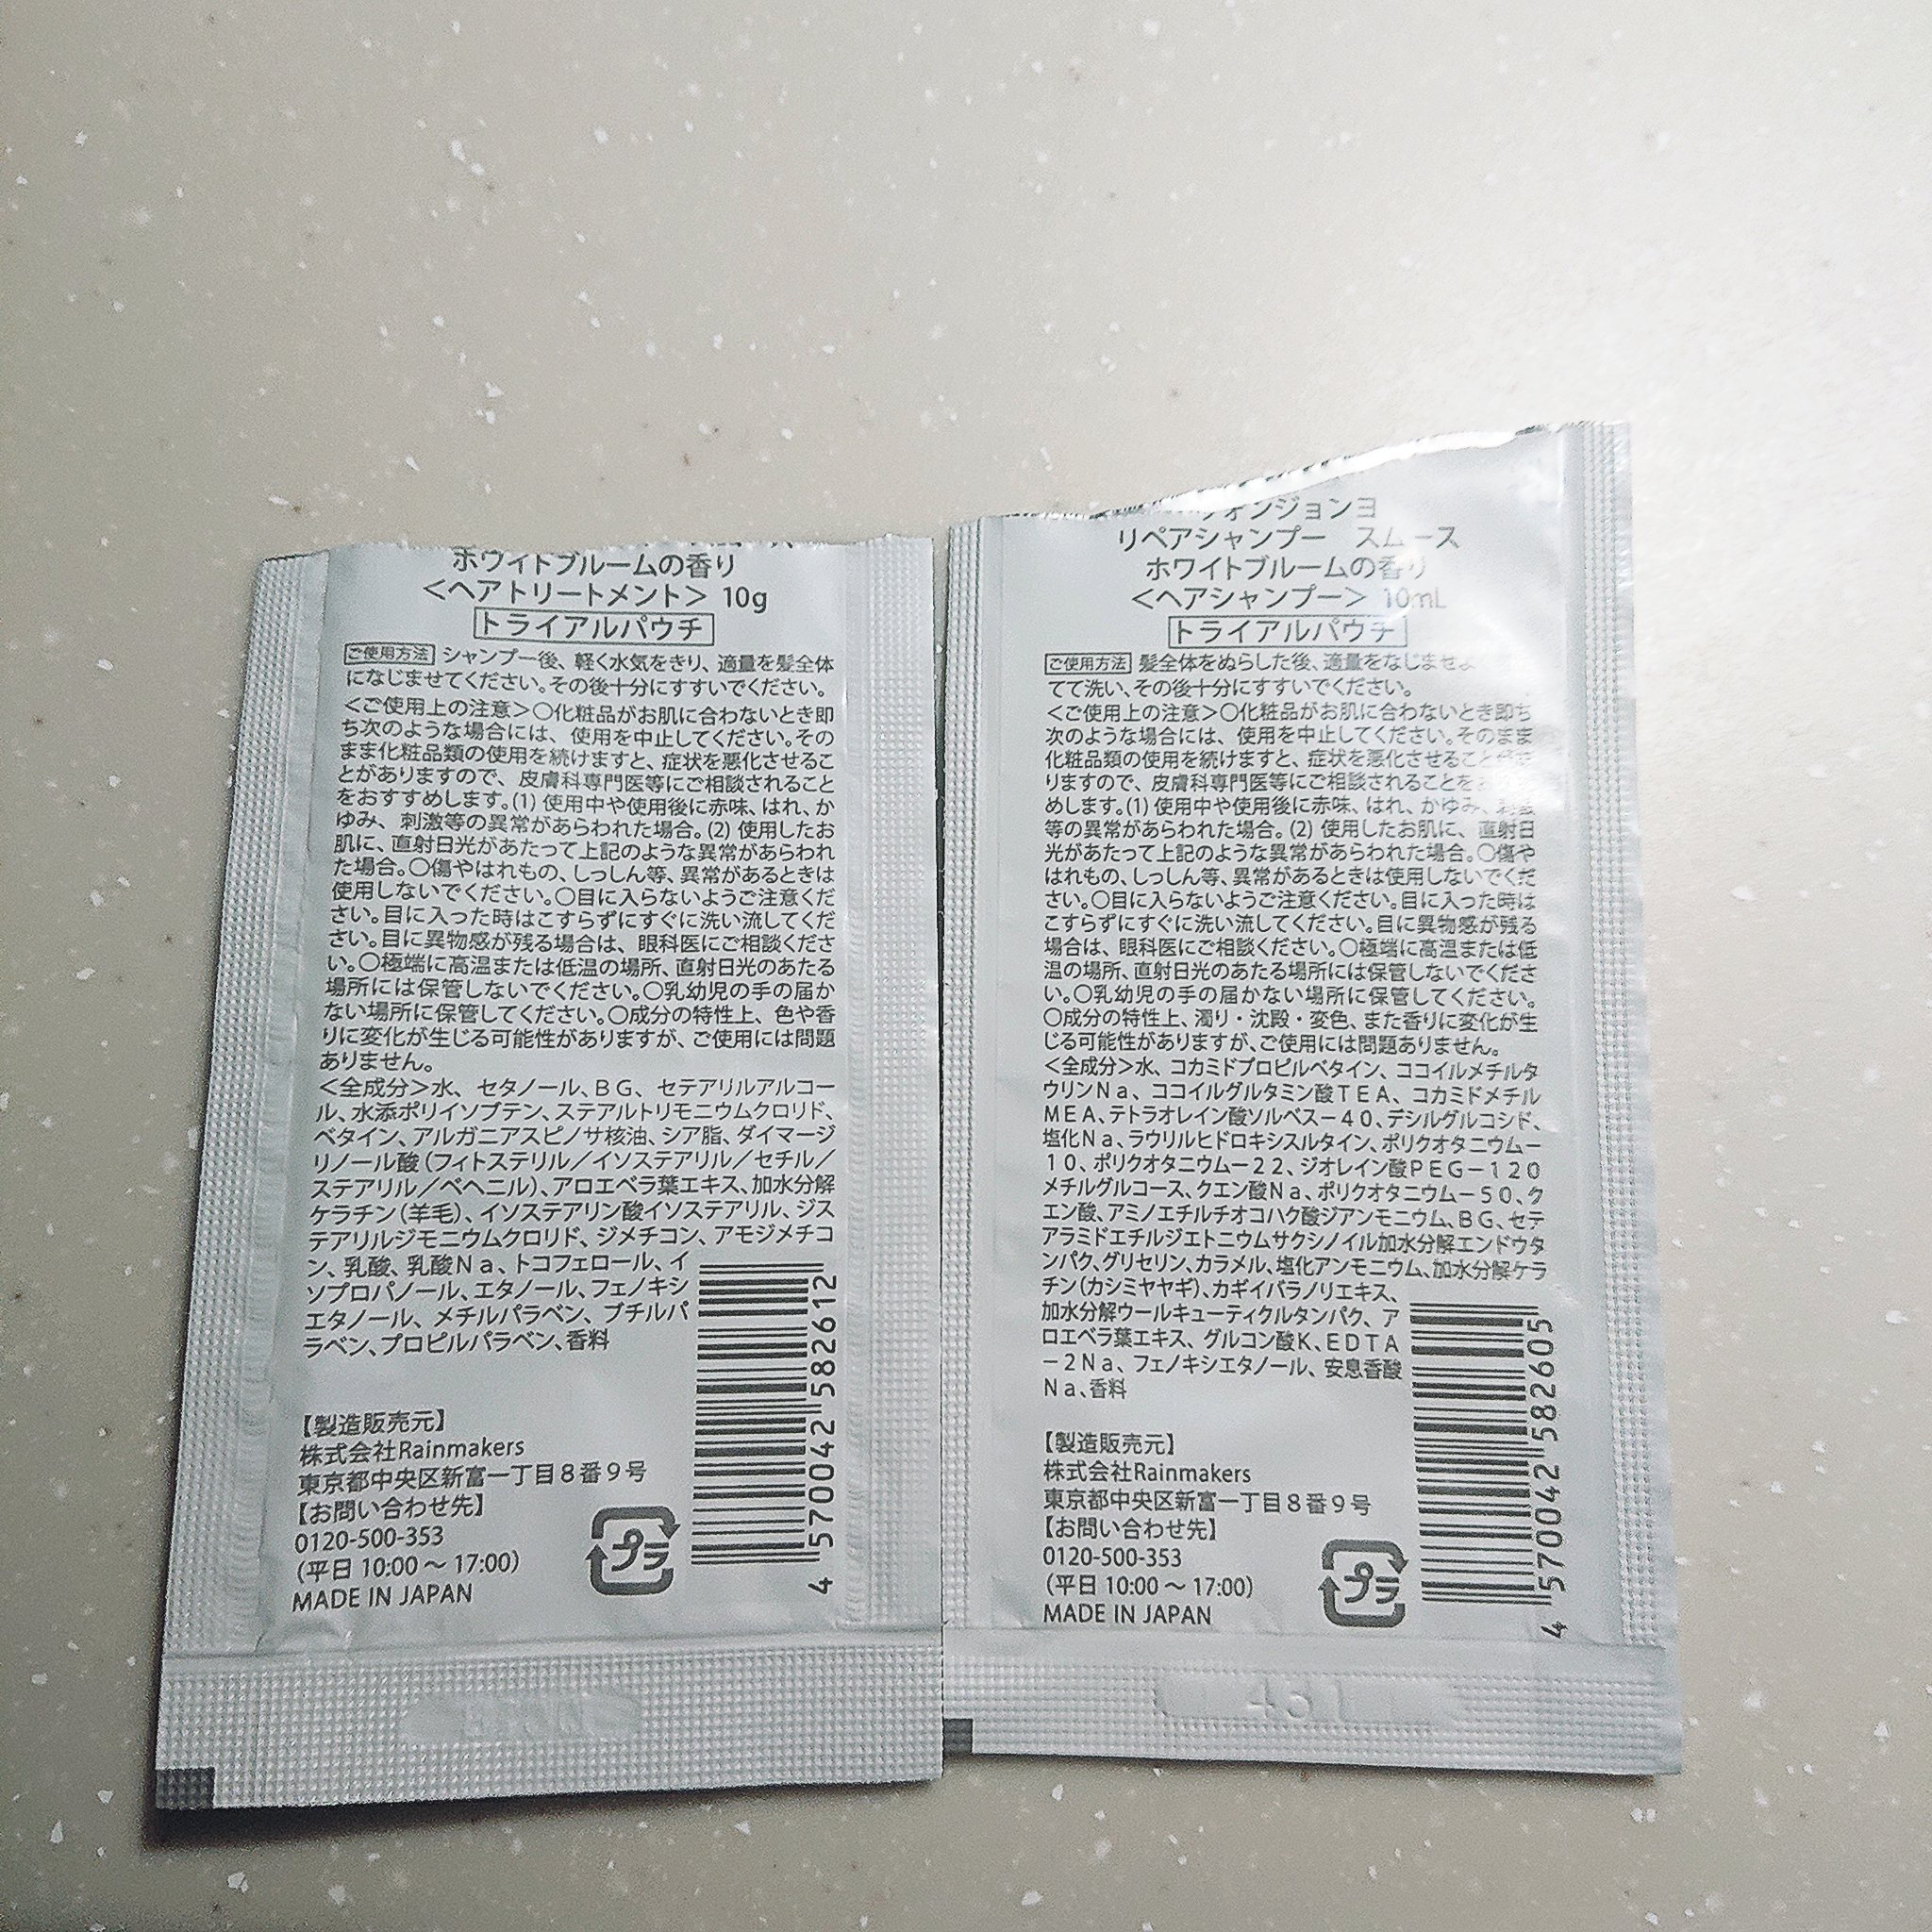 ホワイトブルームの香り
＜ヘアトリートメント＞ 10g
トライアルパウチ
ご使用方法 シャンプー後、軽く水気をきり、適量を髪全体
になじませてください。その後十分にすすいでください。
＜ご使用上の注意＞〇化粧品がお肌に合わないとき即
ち次のような場合には、使用を中止してください。その
まま化粧品類の使用を続けますと、症状を悪化させるこ
とがありますので、皮膚科専門医等にご相談されること
をおすすめします。(1) 使用中や使用後に赤味、はれ、か
ゆみ、刺激等の異常があらわれた場合。(2) 使用したお
肌に、直射日光があたって上記のような異常があらわれ
た場合。〇傷やはれもの、しっしん等、異常があるときは
使用しないでください。〇目に入らないようご注意くだ
さい。目に入った時はこすらずにすぐに洗い流してくだ
さい。目に異物感が残る場合は、眼科医にご相談くださ
い。〇極端に高温または低温の場所、直射日光のあたる
場所には保管しないでください。〇乳幼児の手の届か
ない場所に保管してください。〇成分の特性上、色や香
りに変化が生じる可能性がありますが、ご使用には問題
ありません。
＜全成分＞水、セタノール、ＢＧ、セテアリルアルコー
ル、水添ポリイソブテン、ステアルトリモニウムクロリド、
ベタイン、アルガニアスピノサ核油、シア脂、ダイマージ
リノール酸（フィトステリル／イソステアリル／セチル／
ステアリル／ベヘニル）、アロエベラ葉エキス、加水分解
ケラチン（羊毛）、イソステアリン酸イソステアリル、ジス
テアリルジモニウムクロリド、ジメチコン、アモジメチコ
ン、乳酸、乳酸Ｎａ、トコフェロール、イ
ソプロパノール、エタノール、フェノキシ
エタノール、メチルパラベン、ブチルパ
ラベン、プロピルパラベン、香料
【製造販売元】
株式会社Rainmakers
東京都中央区新富一丁目８番９号
【お問い合わせ先】
0120-500-353
（平日 10:00 ～ 17:00）
MADE IN JAPAN
プラ
4 570042 582612
ォンジョンヨ
リペアシャンプー　スムース
ホワイトブルームの香り
＜ヘアシャンプー＞ 10mL
トライアルパウチ
ご使用方法 髪全体をぬらした後、適量をなじませ
てて洗い、その後十分にすすいでください。
＜ご使用上の注意＞〇化粧品がお肌に合わないとき即ち
次のような場合には、使用を中止してください。そのまま
化粧品類の使用を続けますと、症状を悪化させることがあ
りますので、皮膚科専門医等にご相談されることをおすす
めします。(1) 使用中や使用後に赤味、はれ、かゆみ、刺激
等の異常があらわれた場合。(2) 使用したお肌に、直射日
光があたって上記のような異常があらわれた場合。〇傷や
はれもの、しっしん等、異常があるときは使用しないでくだ
さい。〇目に入らないようご注意ください。目に入った時は
こすらずにすぐに洗い流してください。目に異物感が残る
場合は、眼科医にご相談ください。〇極端に高温または低
温の場所、直射日光のあたる場所には保管しないでくださ
い。〇乳幼児の手の届かない場所に保管してください。
〇成分の特性上、濁り・沈殿・変色、また香りに変化が生
じる可能性がありますが、ご使用には問題ありません。
＜全成分＞水、コカミドプロピルベタイン、ココイルメチルタ
ウリンＮａ、ココイルグルタミン酸ＴＥＡ、コカミドメチル
ＭＥＡ、テトラオレイン酸ソルベス－４０、デシルグルコシド、
塩化Ｎａ、ラウリルヒドロキシスルタイン、ポリクオタニウム－
１０、ポリクオタニウム－２２、ジオレイン酸ＰＥＧ－１２０
メチルグルコース、クエン酸Ｎａ、ポリクオタニウム－５０、ク
エン酸、アミノエチルチオコハク酸ジアンモニウム、ＢＧ、セテ
アラミドエチルジエトニウムサクシノイル加水分解エンドウタ
ンパク、グリセリン、カラメル、塩化アンモニウム、加水分解ケラ
チン（カシミヤヤギ）、カギイバラノリエキス、
加水分解ウールキューティクルタンパク、ア
ロエベラ葉エキス、グルコン酸Ｋ、ＥＤＴＡ
－２Ｎａ、フェノキシエタノール、安息香酸
Ｎａ、香料
【製造販売元】
株式会社Rainmakers
東京都中央区新富一丁目８番９号
【お問い合わせ先】
0120-500-353
（平日 10:00 ～ 17:00）
MADE IN JAPAN
プラ
4 570042 582605